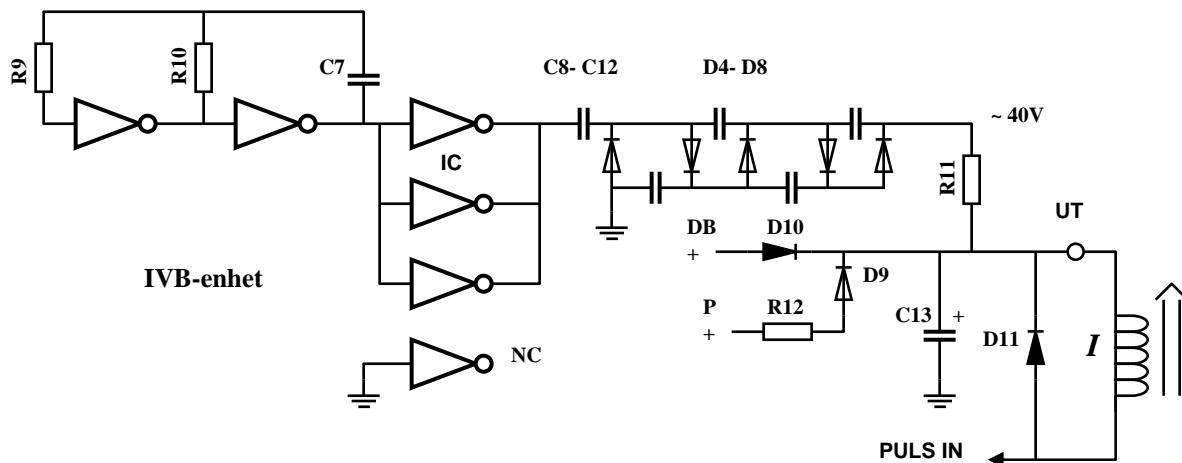 R9
R10
C7
C8- C12
D4- D8
~ 40V
IC
R11
UT
DB
+
D10
IVB-enhet
D9
P
+
R12
C13
+
D11
I
NC
PULS IN